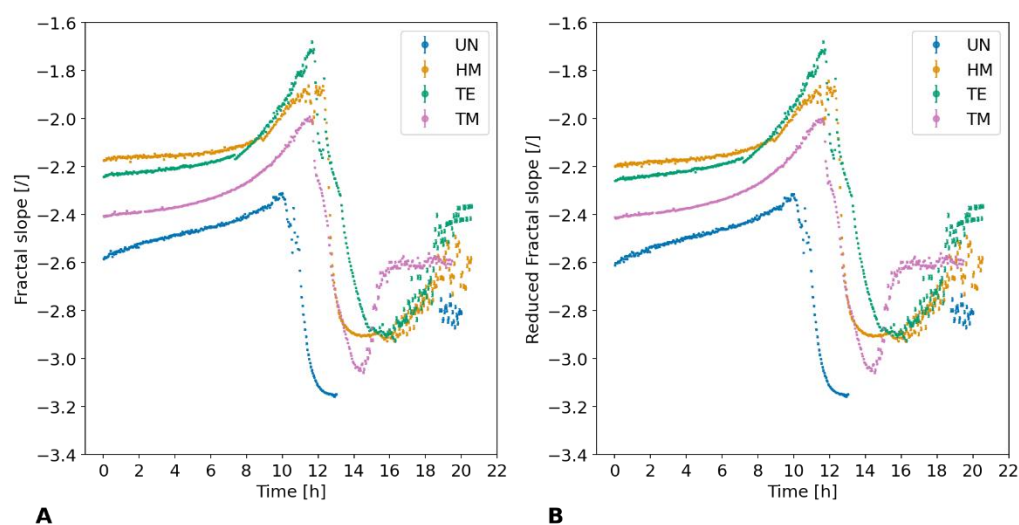 −1.6
−1.8
−2.0
−2.2
−2.4
−2.6
−2.8
−3.0
−3.2
−3.4
Fractal slope [/]
UN
HM
TE
TM
0 2 4 6 8 10 12 14 16 18 20 22
Time [h]
A
−1.6
−1.8
−2.0
−2.2
−2.4
−2.6
−2.8
−3.0
−3.2
−3.4
Reduced Fractal slope [/]
UN
HM
TE
TM
0 2 4 6 8 10 12 14 16 18 20 22
Time [h]
B